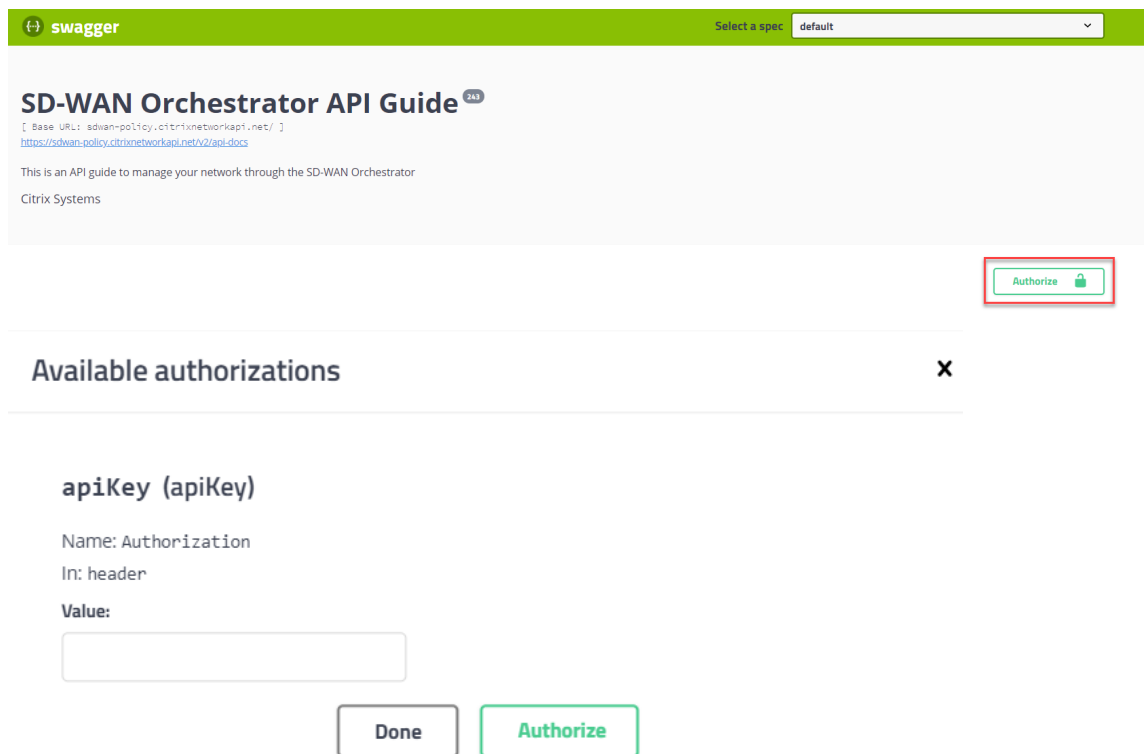 {··} swagger
Select a spec default
SD-WAN Orchestrator API Guide 243
[ Base URL: sdwan-policy.citrixnetworkapi.net/ ]
https://sdwan-policy.citrixnetworkapi.net/v2/api-docs
This is an API guide to manage your network through the SD-WAN Orchestrator
Citrix Systems
Authorize
Available authorizations
apiKey (apiKey)
Name: Authorization
In: header
Value:
Done Authorize